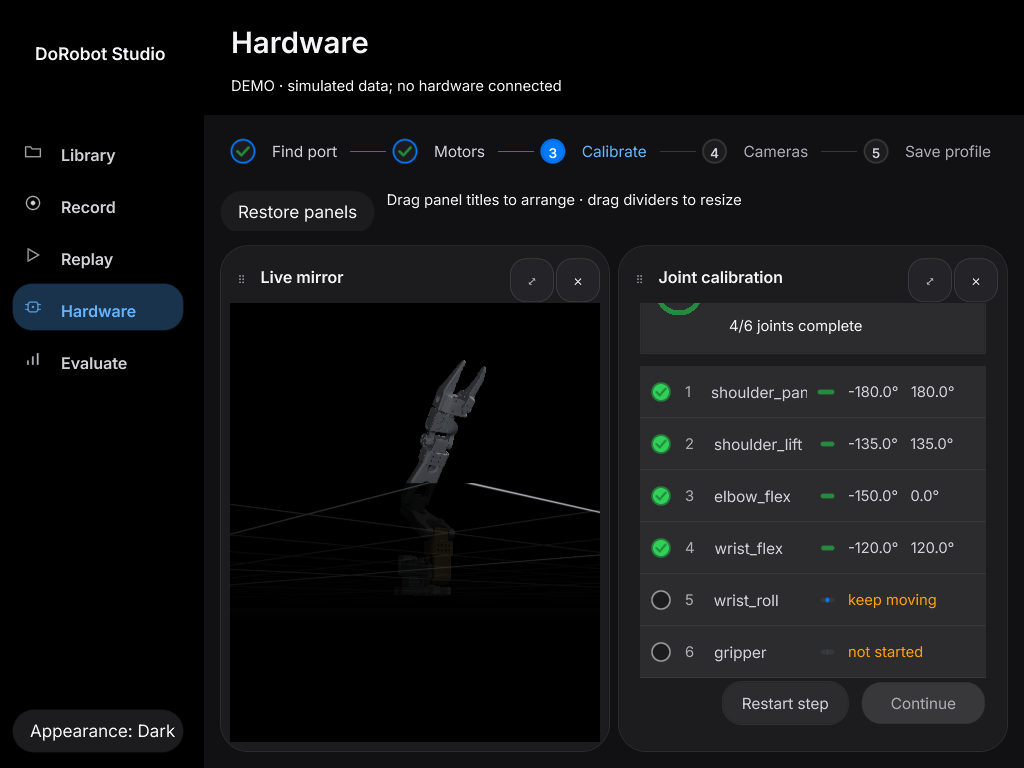 DoRobot Studio
Hardware
DEMO · simulated data; no hardware connected
Library
Record
Replay
Hardware
Evaluate
Appearance: Dark
Find port
Motors
3 Calibrate
4 Cameras
5 Save profile
Restore panels
Drag panel titles to arrange · drag dividers to resize
Live mirror
Joint calibration
4/6 joints complete
1 shoulder_pan -180.0° 180.0°
2 shoulder_lift -135.0° 135.0°
3 elbow_flex -150.0° 0.0°
4 wrist_flex -120.0° 120.0°
5 wrist_roll keep moving
6 gripper not started
Restart step
Continue